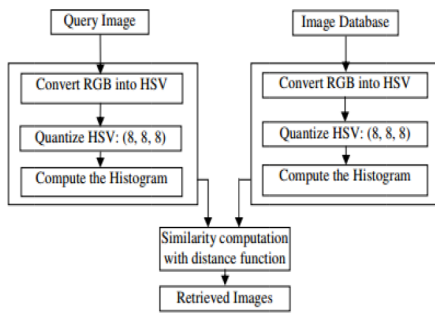 Query Image
Convert RGB into HSV
Quantize HSV: (8, 8, 8)
Compute the Histogram
Image Database
Convert RGB into HSV
Quantize HSV: (8, 8, 8)
Compute the Histogram
Similarity computation
with distance function
Retrieved Images